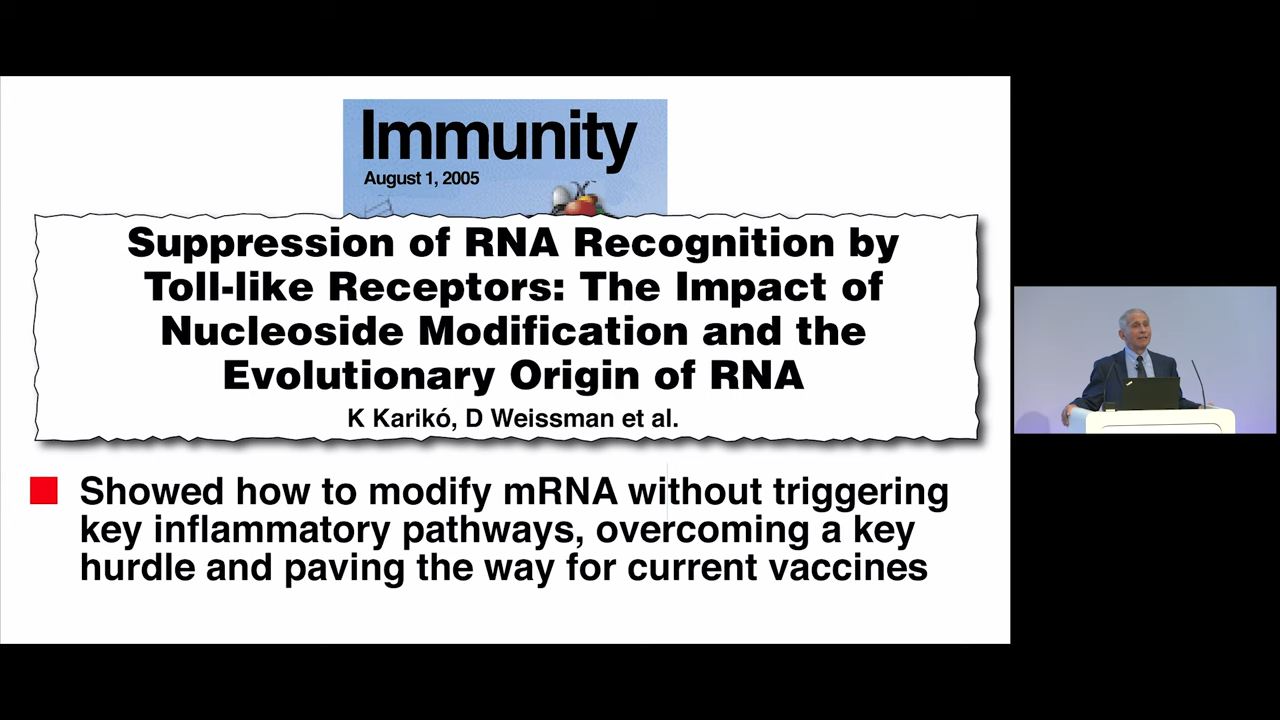 Immunity
August 1, 2005
Suppression of RNA Recognition by
Toll-like Receptors: The Impact of
Nucleoside Modification and the
Evolutionary Origin of RNA
K Karikó, D Weissman et al.
Showed how to modify mRNA without triggering
key inflammatory pathways, overcoming a key
hurdle and paving the way for current vaccines